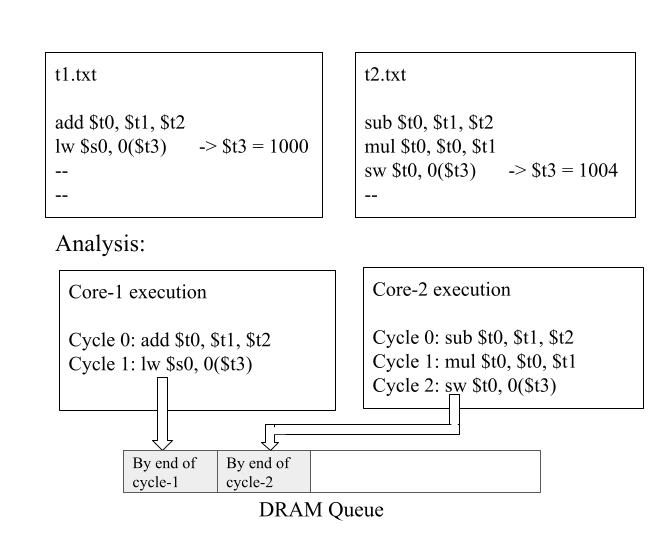 t1.txt
add $t0, $t1, $t2
lw $s0, 0($t3) -> $t3 = 1000
--
--
t2.txt
sub $t0, $t1, $t2
mul $t0, $t0, $t1
sw $t0, 0($t3) -> $t3 = 1004
--
Analysis:
Core-1 execution
Cycle 0: add $t0, $t1, $t2
Cycle 1: lw $s0, 0($t3)
Core-2 execution
Cycle 0: sub $t0, $t1, $t2
Cycle 1: mul $t0, $t0, $t1
Cycle 2: sw $t0, 0($t3)
By end of
cycle-1
By end of
cycle-2
DRAM Queue